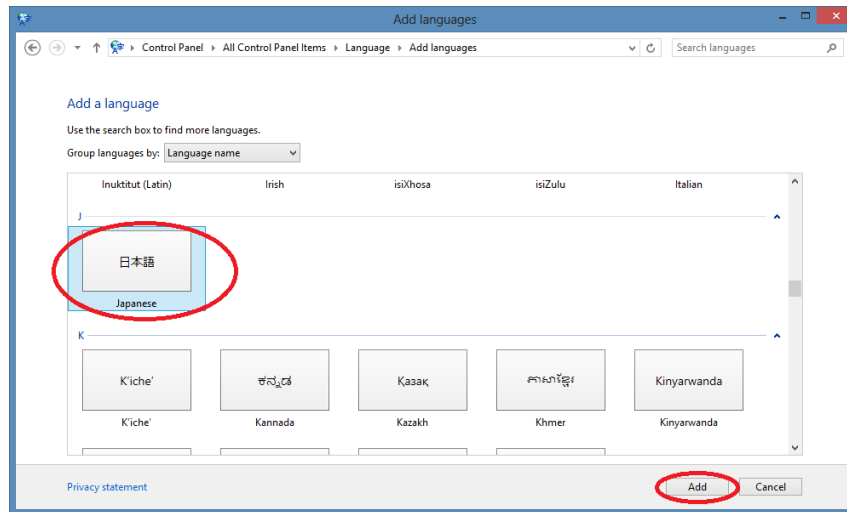 Add languages
Control Panel All Control Panel Items Language Add languages Search languages
Add a language
Use the search box to find more languages.
Group languages by: Language name
Inuktitut (Latin) Irish isiXhosa isiZulu Italian
J
日本語
Japanese
K
K'iche' ಕನ್ನಡ Қазақ ភាសាខ្មែរ Kinyarwanda
K'iche' Kannada Kazakh Khmer Kinyarwanda
Privacy statement Add Cancel